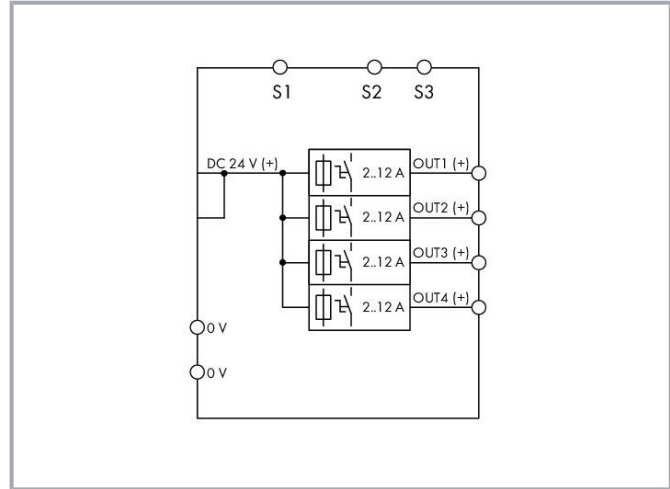 S1 S2 S3
DC 24 V (+) 2..12 A OUT1 (+)
2..12 A OUT2 (+)
2..12 A OUT3 (+)
2..12 A OUT4 (+)
0 V
0 V